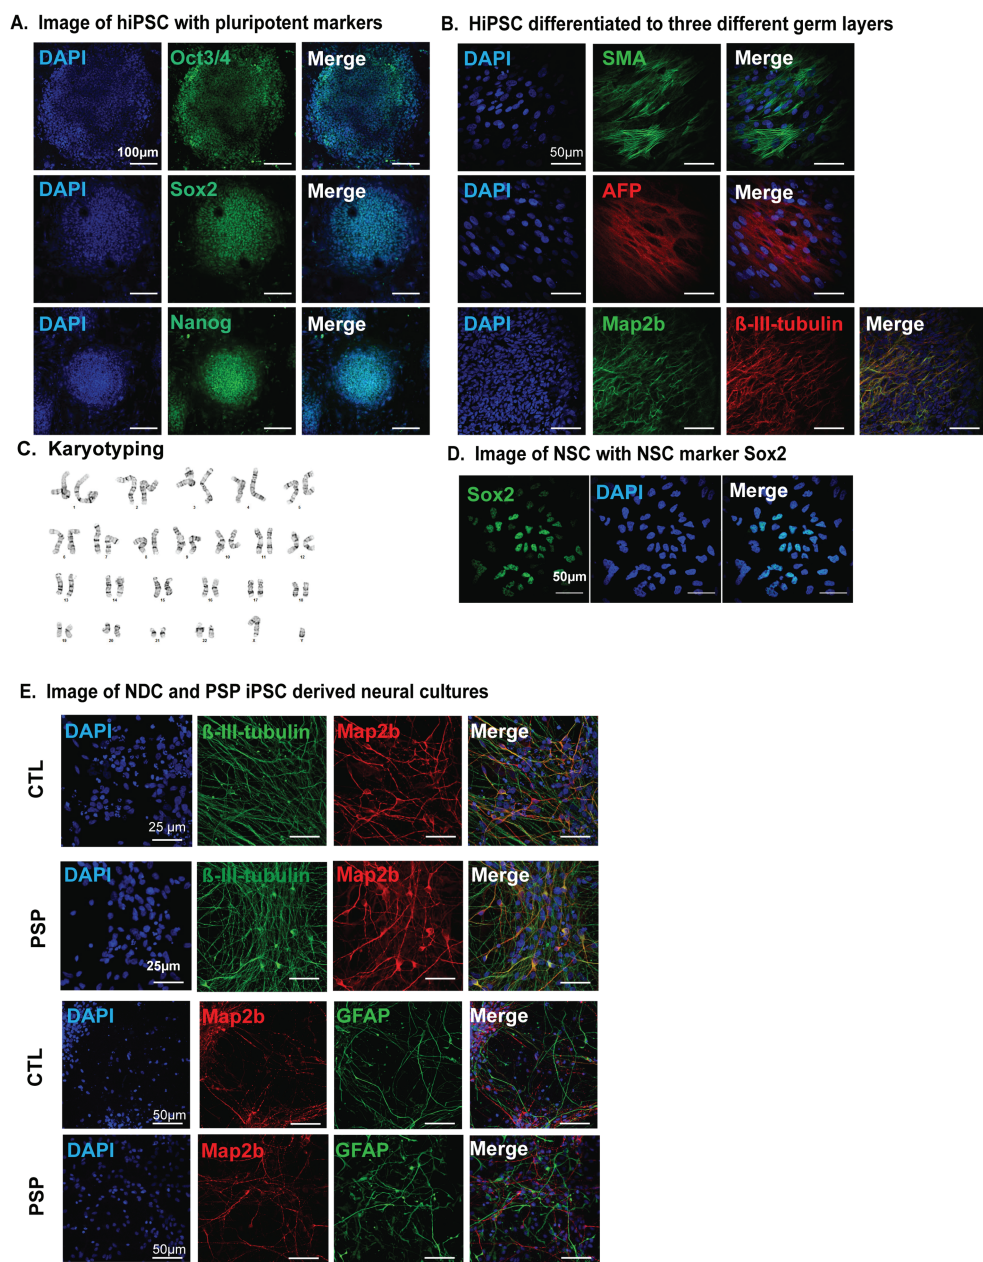 A. Image of hiPSC with pluripotent markers
DAPI Oct3/4 Merge
100µm
DAPI Sox2 Merge
DAPI Nanog Merge
B. HiPSC differentiated to three different germ layers
DAPI SMA Merge
50µm
DAPI AFP Merge
DAPI Map2b ß-III-tubulin Merge
C. Karyotyping
1 2 3 4 5
6 7 8 9 10 11 12
13 14 15 16 17 18
19 20 21 22 X Y
D. Image of NSC with NSC marker Sox2
Sox2 DAPI Merge
50µm
E. Image of NDC and PSP iPSC derived neural cultures
CTL
DAPI ß-III-tubulin Map2b Merge
25 µm
PSP
DAPI ß-III-tubulin Map2b Merge
25µm
CTL
DAPI Map2b GFAP Merge
50µm
PSP
DAPI Map2b GFAP Merge
50µm